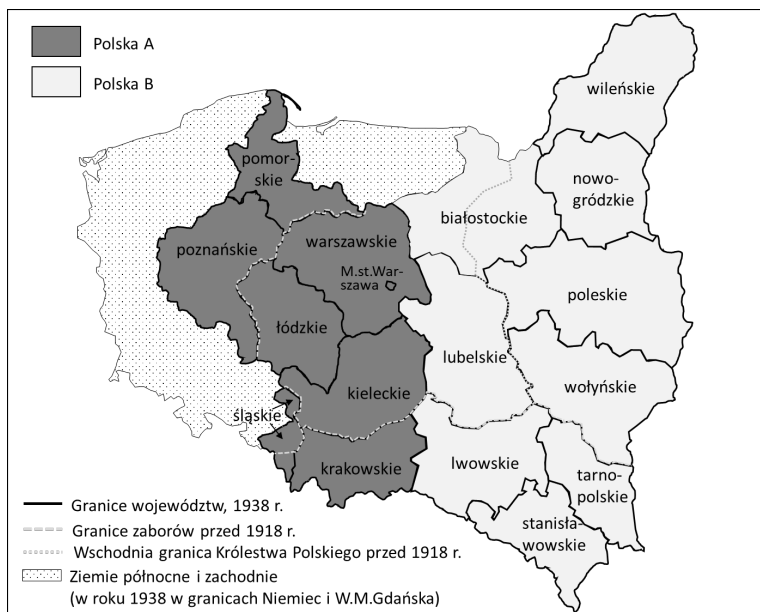 Polska A
Polska B
wileńskie
pomor-
skie
nowo-
gródzkie
białostockie
poznańskie
warszawskie
M.st.War-
szawa
poleskie
łódzkie
lubelskie
wołyńskie
kieleckie
śląskie
krakowskie
lwowskie
tarno-
polskie
stanisła-
wowskie
Granice województw, 1938 r.
Granice zaborów przed 1918 r.
Wschodnia granica Królestwa Polskiego przed 1918 r.
Ziemie północne i zachodnie
(w roku 1938 w granicach Niemiec i W.M.Gdańska)